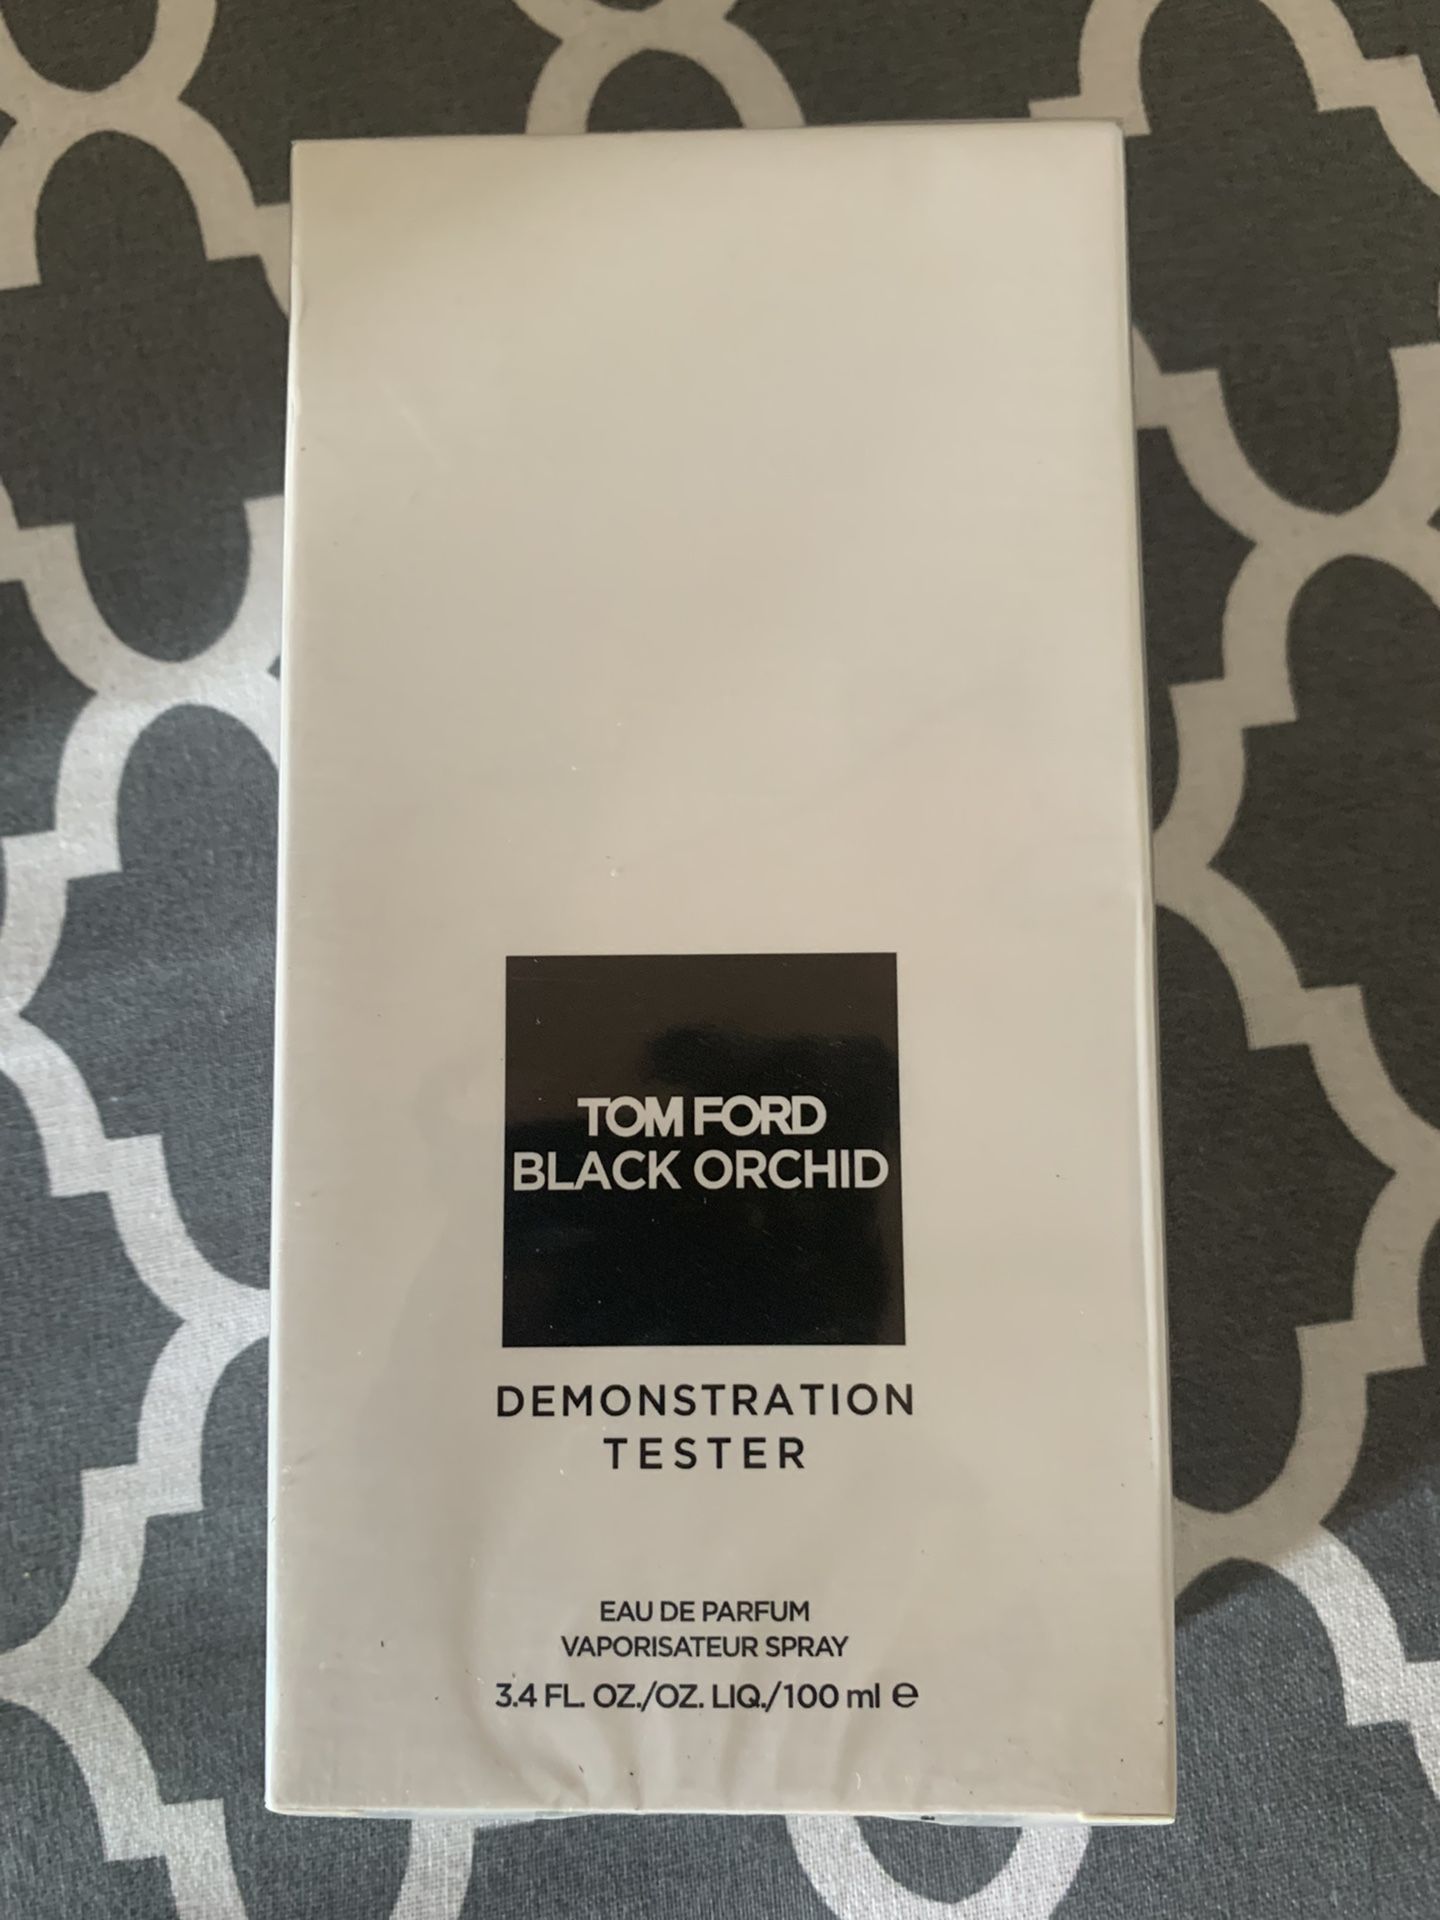 TOM FORD
BLACK ORCHID
DEMONSTRATION
TESTER
EAU DE PARFUM
VAPORISATEUR SPRAY
3.4 FL. OZ./OZ. LIQ./100 ml ℮